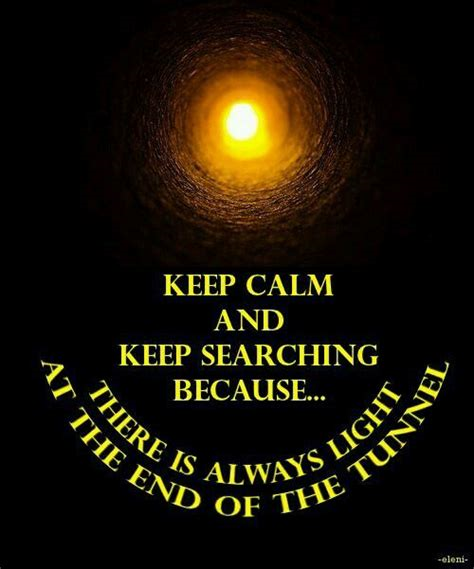 KEEP CALM
AND
KEEP SEARCHING
BECAUSE...
THERE IS ALWAYS LIGHT
AT THE END OF THE TUNNEL
-eleni-